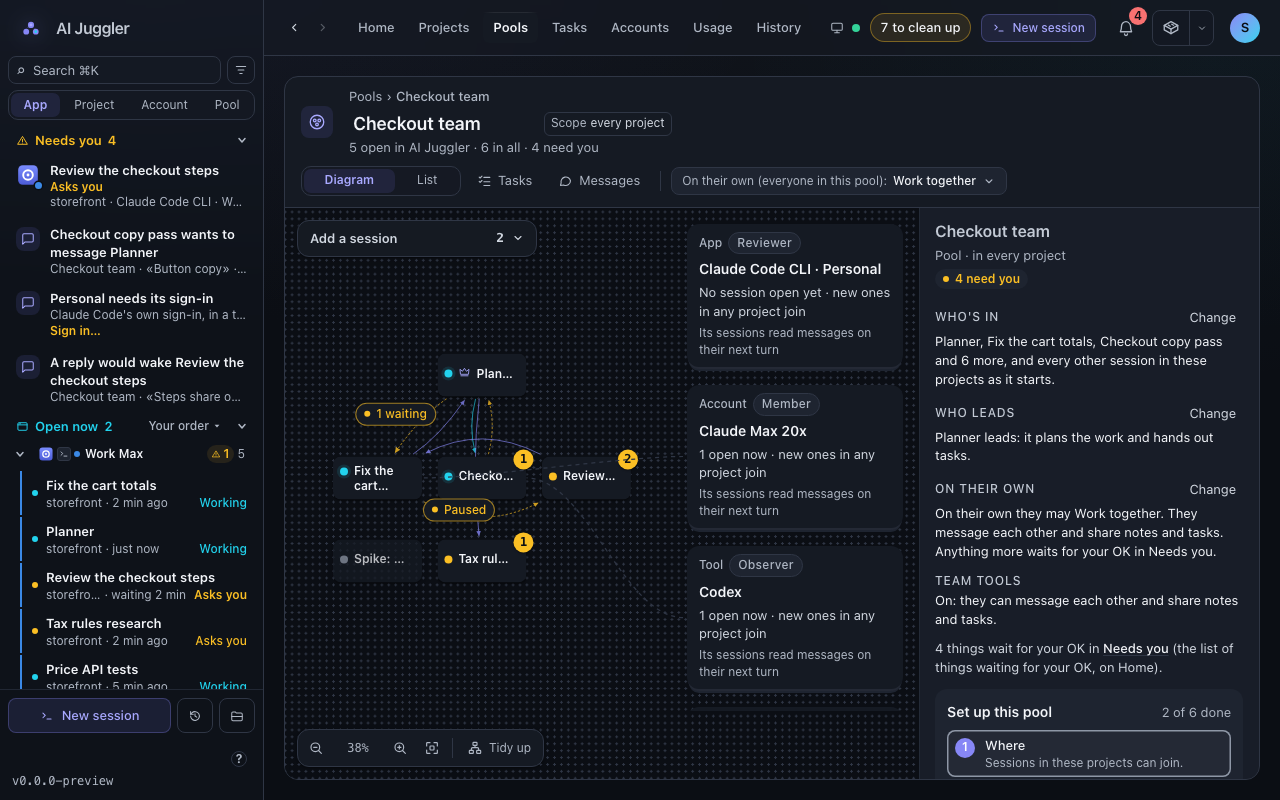 AI Juggler
Search ⌘K
App Project Account Pool
Needs you 4
Review the checkout steps
Asks you
storefront · Claude Code CLI · W...
Checkout copy pass wants to
message Planner
Checkout team · «Button copy» ·...
Personal needs its sign-in
Claude Code's own sign-in, in a t...
Sign in...
A reply would wake Review the
checkout steps
Checkout team · «Steps share o...
Open now 2 Your order
Work Max 1 5
Fix the cart totals
storefront · 2 min ago Working
Planner
storefront · just now Working
Review the checkout steps
storefro... · waiting 2 min Asks you
Tax rules research
storefront · 2 min ago Asks you
Price API tests
storefront · 5 min ago Working
New session
?
v0.0.0-preview
Home Projects Pools Tasks Accounts Usage History
7 to clean up
New session
4
S
Pools › Checkout team
Checkout team
Scope every project
5 open in AI Juggler · 6 in all · 4 need you
Diagram List Tasks Messages
On their own (everyone in this pool): Work together
Add a session 2
Plan...
1 waiting
Fix the
cart...
Checko... 1
Review... 2
Paused
Spike: ...
Tax rul... 1
App Reviewer
Claude Code CLI · Personal
No session open yet · new ones
in any project join
Its sessions read messages on
their next turn
Account Member
Claude Max 20x
1 open now · new ones in any
project join
Its sessions read messages on
their next turn
Tool Observer
Codex
1 open now · new ones in any
project join
Its sessions read messages on
their next turn
38%
Tidy up
Checkout team
Pool · in every project
4 need you
WHO'S IN Change
Planner, Fix the cart totals, Checkout copy pass
and 6 more, and every other session in these
projects as it starts.
WHO LEADS Change
Planner leads: it plans the work and hands out
tasks.
ON THEIR OWN Change
On their own they may Work together. They
message each other and share notes and tasks.
Anything more waits for your OK in Needs you.
TEAM TOOLS
On: they can message each other and share notes
and tasks.
4 things wait for your OK in Needs you (the list of
things waiting for your OK, on Home).
Set up this pool 2 of 6 done
1 Where
Sessions in these projects can join.